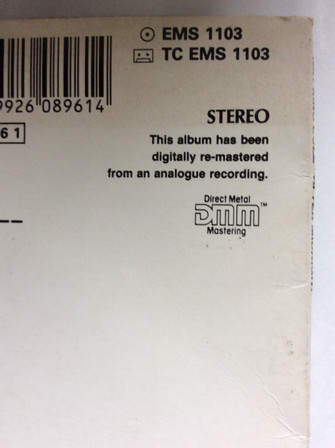 EMS 1103
TC EMS 1103
9926 089614
6 1
STEREO
This album has been
digitally re-mastered
from an analogue recording.
Direct Metal
DMM™
Mastering